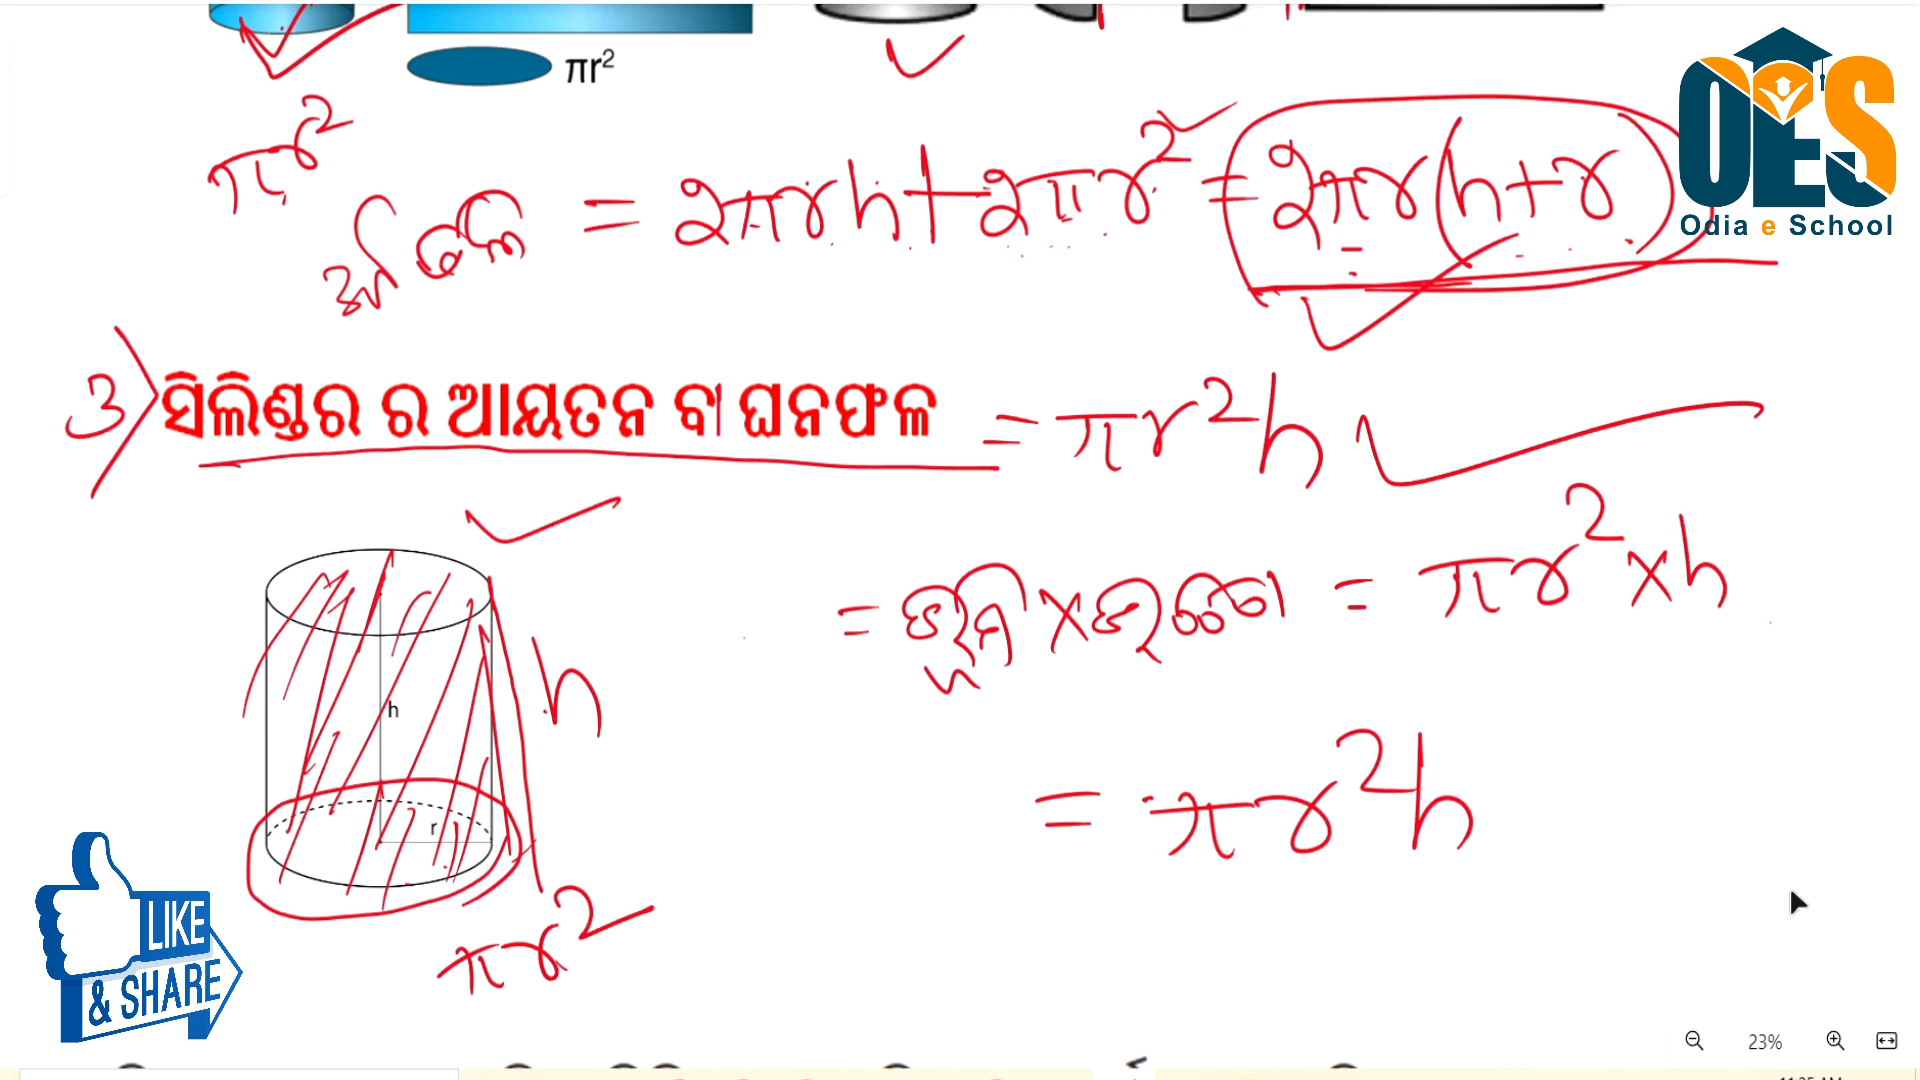 πr²
πr²
= 2πrh + 2πr² = 2πr(h+r)
OES
Odia e School
3) ସିଲିଣ୍ଡର ର ଆୟତନ ବା ଘନଫଳ = πr²h
= ଭୂମି × ଉଚ୍ଚତା = πr² × h
h
h
r
= πr²h
πr²
LIKE
& SHARE
23%